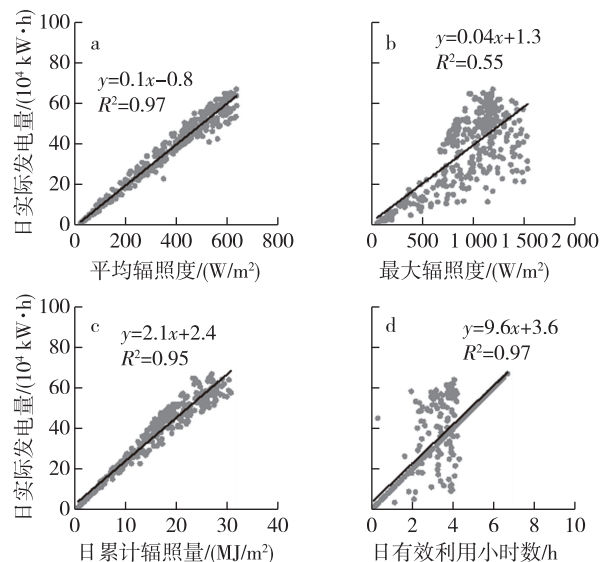 日实际发电量/(10⁴ kW·h)
100
80
60
40
20
0
a
y=0.1x−0.8
R²=0.97
200
400
600
800
平均辐照度/(W/m²)
b
y=0.04x+1.3
R²=0.55
0
500
1 000
1 500
2 000
最大辐照度/(W/m²)
日实际发电量/(10⁴ kW·h)
100
80
60
40
20
0
c
y=2.1x+2.4
R²=0.95
0
10
20
30
40
日累计辐照量/(MJ/m²)
d
y=9.6x+3.6
R²=0.97
0
2
4
6
8
10
日有效利用小时数/h